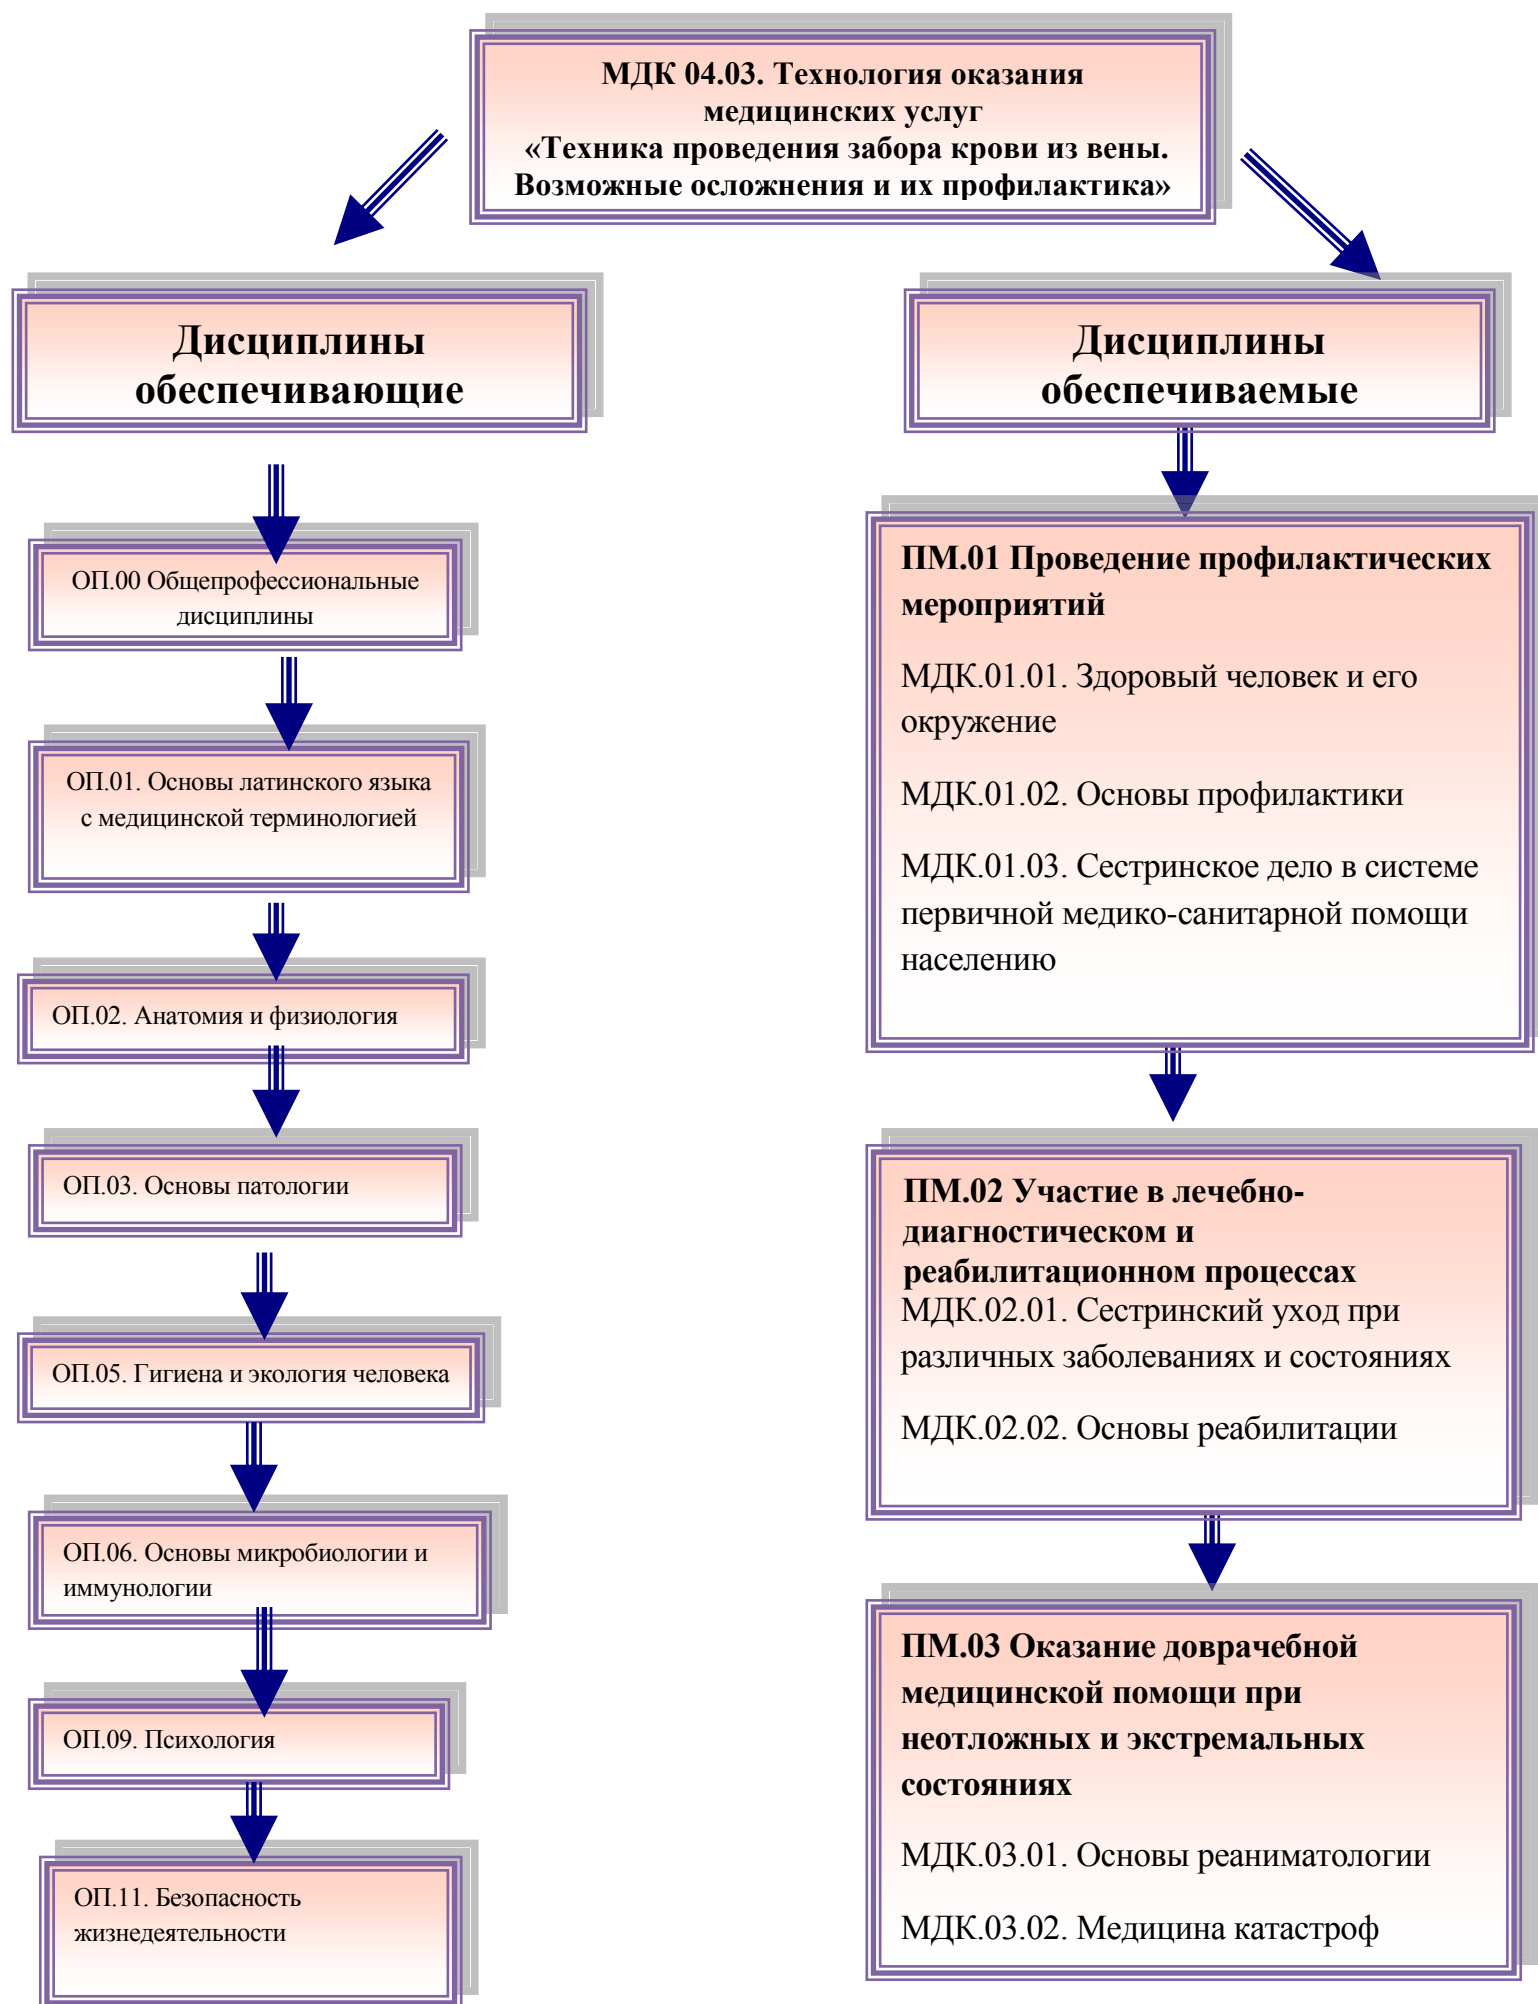 МДК 04.03. Технология оказания
медицинских услуг
«Техника проведения забора крови из вены.
Возможные осложнения и их профилактика»
Дисциплины
обеспечивающие
ОП.00 Общепрофессиональные
дисциплины
ОП.01. Основы латинского языка
с медицинской терминологией
ОП.02. Анатомия и физиология
ОП.03. Основы патологии
ОП.05. Гигиена и экология человека
ОП.06. Основы микробиологии и
иммунологии
ОП.09. Психология
ОП.11. Безопасность
жизнедеятельности
Дисциплины
обеспечиваемые
ПМ.01 Проведение профилактических
мероприятий
МДК.01.01. Здоровый человек и его
окружение
МДК.01.02. Основы профилактики
МДК.01.03. Сестринское дело в системе
первичной медико-санитарной помощи
населению
ПМ.02 Участие в лечебно-
диагностическом и
реабилитационном процессах
МДК.02.01. Сестринский уход при
различных заболеваниях и состояниях
МДК.02.02. Основы реабилитации
ПМ.03 Оказание доврачебной
медицинской помощи при
неотложных и экстремальных
состояниях
МДК.03.01. Основы реаниматологии
МДК.03.02. Медицина катастроф